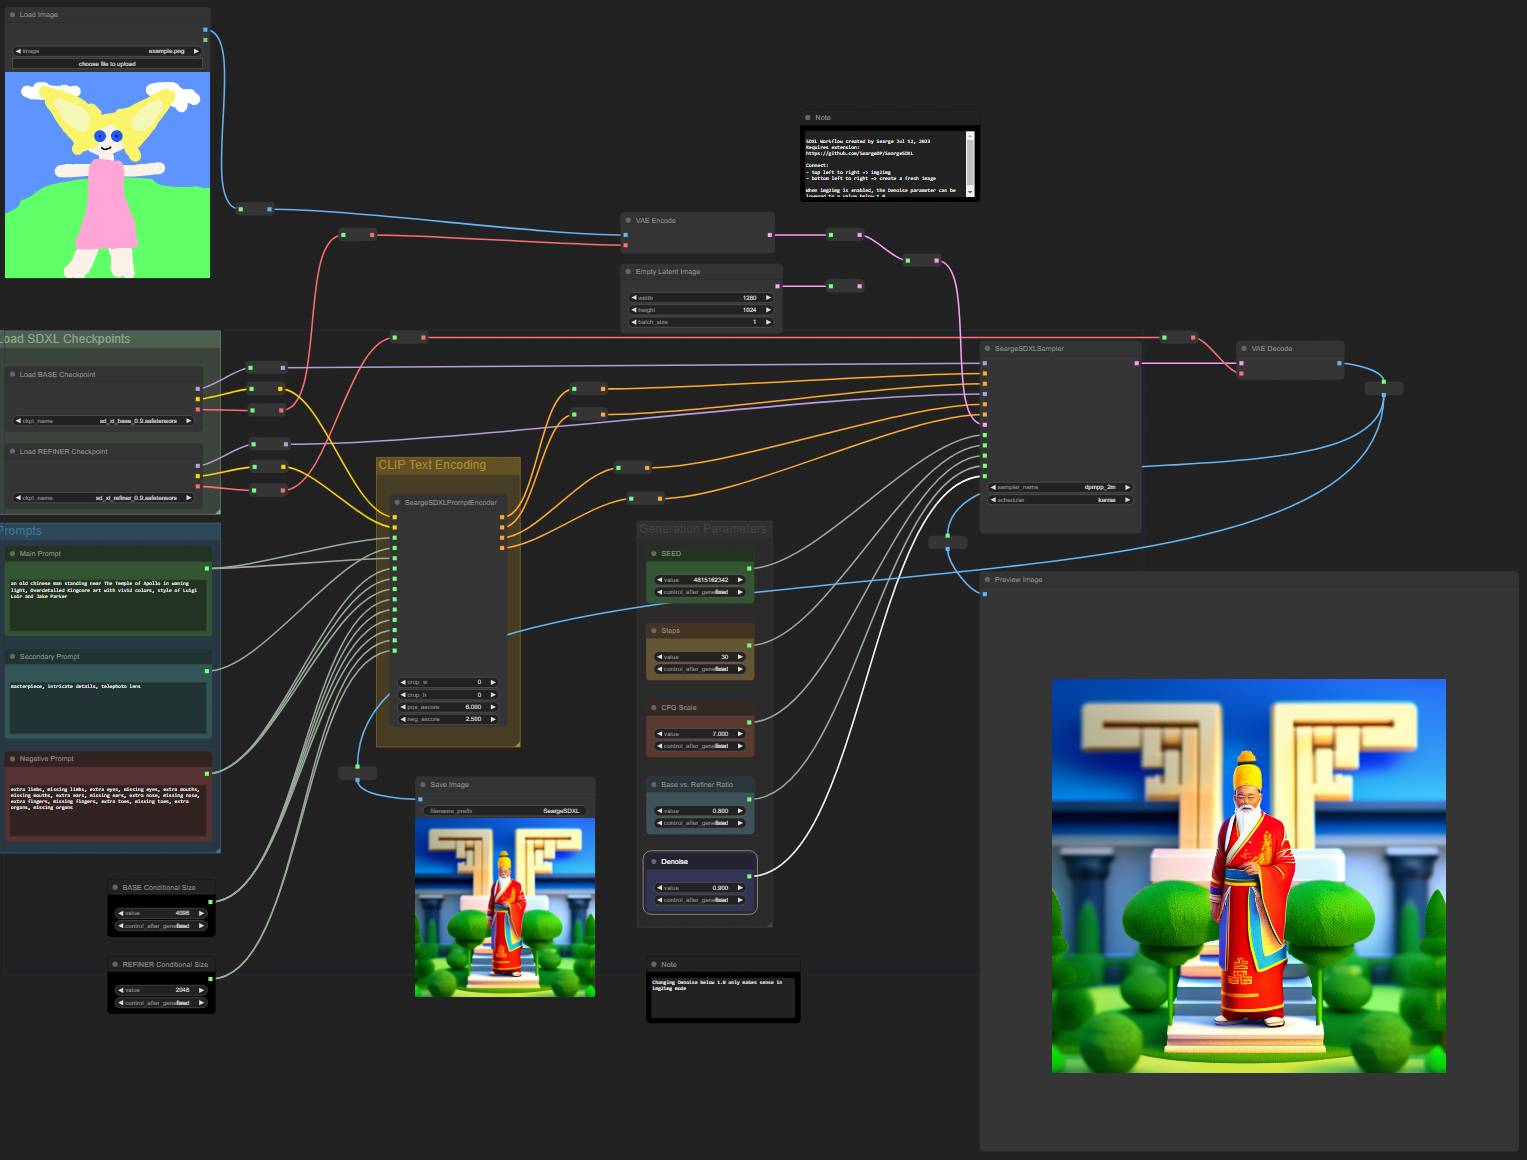 Load Image
image
example.png
choose file to upload
Note
SDXL Workflow created by Searge Jul 12, 2023
Requires extension:
https://github.com/SeargeDP/SeargeSDXL
Connect:
- top left to right => img2img
- bottom left to right => create a fresh image
When img2img is enabled, the Denoise parameter can be
lowered to a value below 1.0
VAE Encode
Empty Latent Image
width 1280
height 1024
batch_size 1
Load SDXL Checkpoints
Load BASE Checkpoint
ckpt_name sd_xl_base_0.9.safetensors
Load REFINER Checkpoint
ckpt_name sd_xl_refiner_0.9.safetensors
SeargeSDXLSampler
sampler_name dpmpp_2m
scheduler karras
VAE Decode
CLIP Text Encoding
SeargeSDXLPromptEncoder
crop_w 0
crop_h 0
pos_ascore 6.000
neg_ascore 2.500
Prompts
Main Prompt
an old chinese man standing near The Temple of Apollo in waning
light, Overdetailed Kingcore art with vivid colors, style of Luigi
Loir and Jake Parker
Secondary Prompt
masterpiece, intricate details, telephoto lens
Negative Prompt
extra limbs, missing limbs, extra eyes, missing eyes, extra mouths,
missing mouths, extra ears, missing ears, extra nose, missing nose,
extra fingers, missing fingers, extra toes, missing toes, extra
organs, missing organs
BASE Conditional Size
value 4096
control_after_gene fixed
REFINER Conditional Size
value 2048
control_after_gene fixed
Generation Parameters
SEED
value 4815162342
control_after_gene fixed
Steps
value 30
control_after_gene fixed
CFG Scale
value 7.000
control_after_gene fixed
Base vs. Refiner Ratio
value 0.800
control_after_gene fixed
Denoise
value 0.900
control_after_gene fixed
Save Image
filename_prefix SeargeSDXL
Note
Changing Denoise below 1.0 only makes sense in
img2img mode
Preview Image